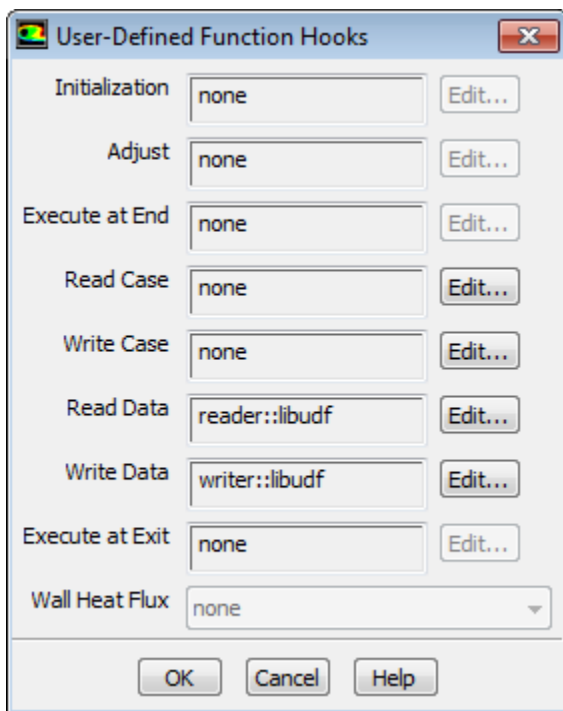 User-Defined Function Hooks
Initialization none Edit...
Adjust none Edit...
Execute at End none Edit...
Read Case none Edit...
Write Case none Edit...
Read Data reader::libudf Edit...
Write Data writer::libudf Edit...
Execute at Exit none Edit...
Wall Heat Flux none
OK Cancel Help